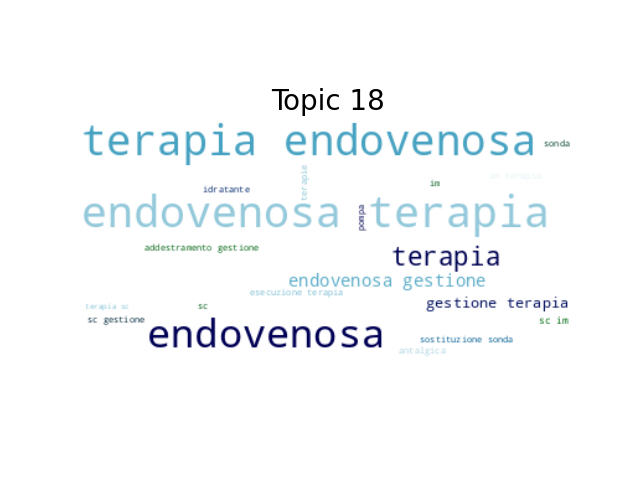 Topic 18
terapia endovenosa
sonda
terapie
im terapia
im
idratante
endovenosa terapia
pompa
addestramento gestione
terapia
endovenosa gestione
esecuzione terapia
gestione terapia
terapia sc
sc
sc gestione
sc im
endovenosa
sostituzione sonda
antalgica